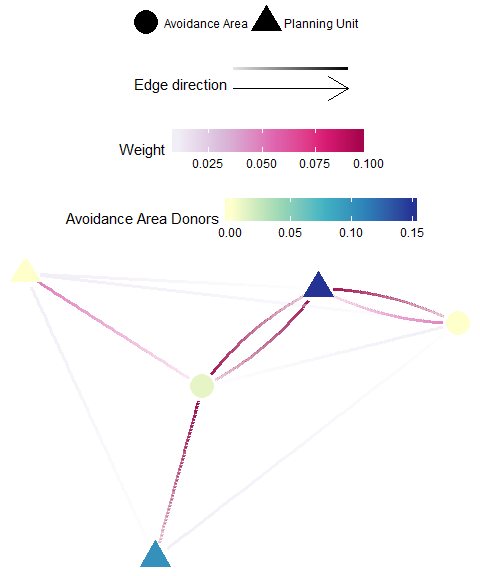 Avoidance Area Planning Unit
Edge direction
Weight
0.025 0.050 0.075 0.100
Avoidance Area Donors
0.00 0.05 0.10 0.15